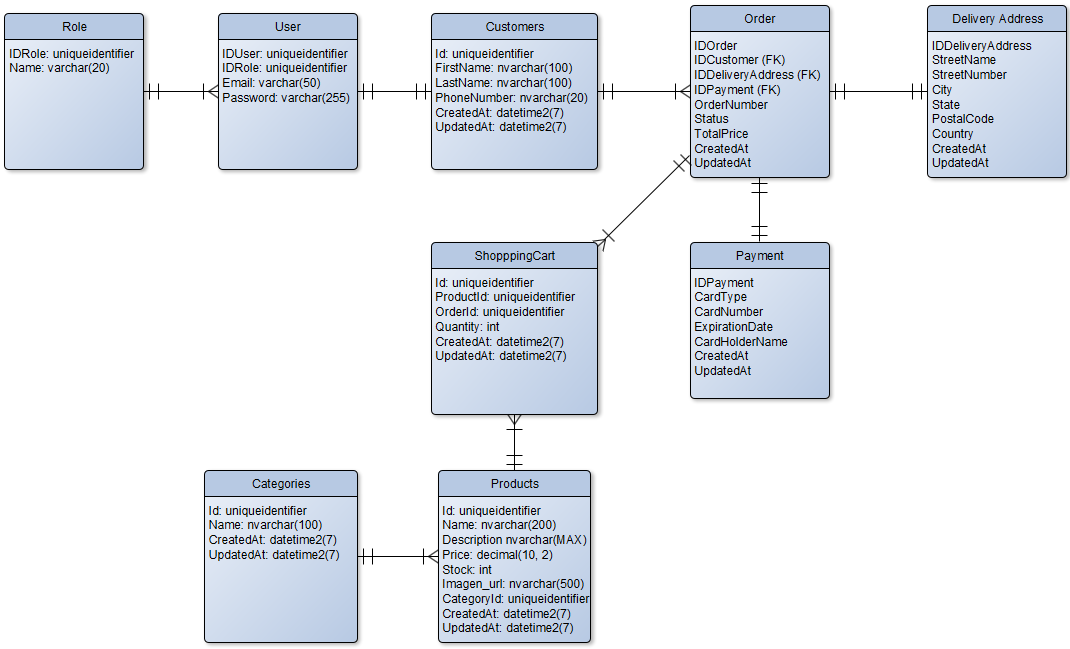 Role
IDRole: uniqueidentifier
Name: varchar(20)
User
IDUser: uniqueidentifier
IDRole: uniqueidentifier
Email: varchar(50)
Password: varchar(255)
Customers
Id: uniqueidentifier
FirstName: nvarchar(100)
LastName: nvarchar(100)
PhoneNumber: nvarchar(20)
CreatedAt: datetime2(7)
UpdatedAt: datetime2(7)
Order
IDOrder
IDCustomer (FK)
IDDeliveryAddress (FK)
IDPayment (FK)
OrderNumber
Status
TotalPrice
CreatedAt
UpdatedAt
Delivery Address
IDDeliveryAddress
StreetName
StreetNumber
City
State
PostalCode
Country
CreatedAt
UpdatedAt
ShopppingCart
Id: uniqueidentifier
ProductId: uniqueidentifier
OrderId: uniqueidentifier
Quantity: int
CreatedAt: datetime2(7)
UpdatedAt: datetime2(7)
Payment
IDPayment
CardType
CardNumber
ExpirationDate
CardHolderName
CreatedAt
UpdatedAt
Categories
Id: uniqueidentifier
Name: nvarchar(100)
CreatedAt: datetime2(7)
UpdatedAt: datetime2(7)
Products
Id: uniqueidentifier
Name: nvarchar(200)
Description nvarchar(MAX)
Price: decimal(10, 2)
Stock: int
Imagen_url: nvarchar(500)
CategoryId: uniqueidentifier
CreatedAt: datetime2(7)
UpdatedAt: datetime2(7)